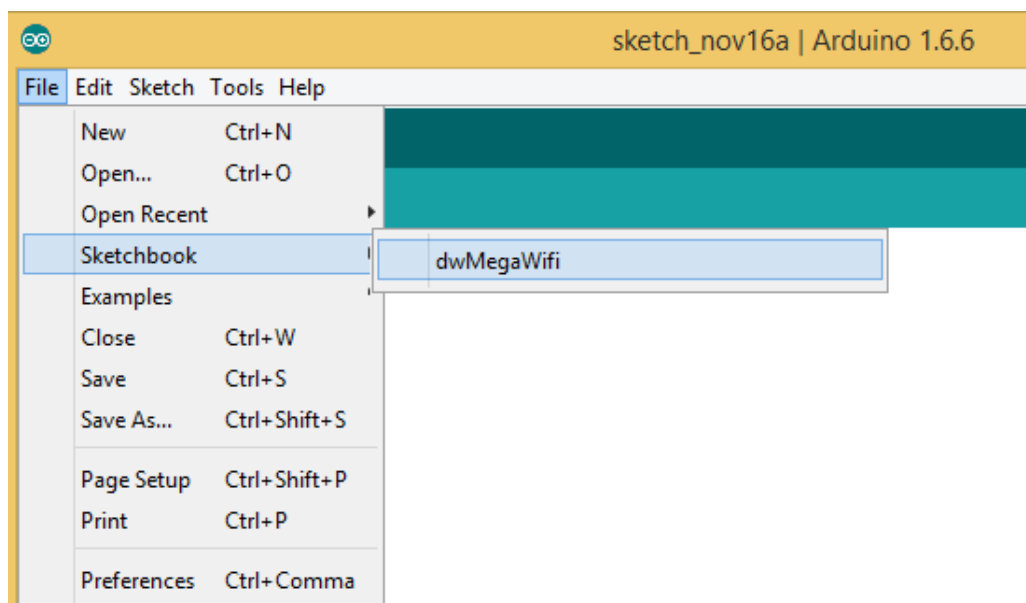 sketch_nov16a | Arduino 1.6.6
File Edit Sketch Tools Help
New Ctrl+N
Open... Ctrl+O
Open Recent
Sketchbook
dwMegaWifi
Examples
Close Ctrl+W
Save Ctrl+S
Save As... Ctrl+Shift+S
Page Setup Ctrl+Shift+P
Print Ctrl+P
Preferences Ctrl+Comma